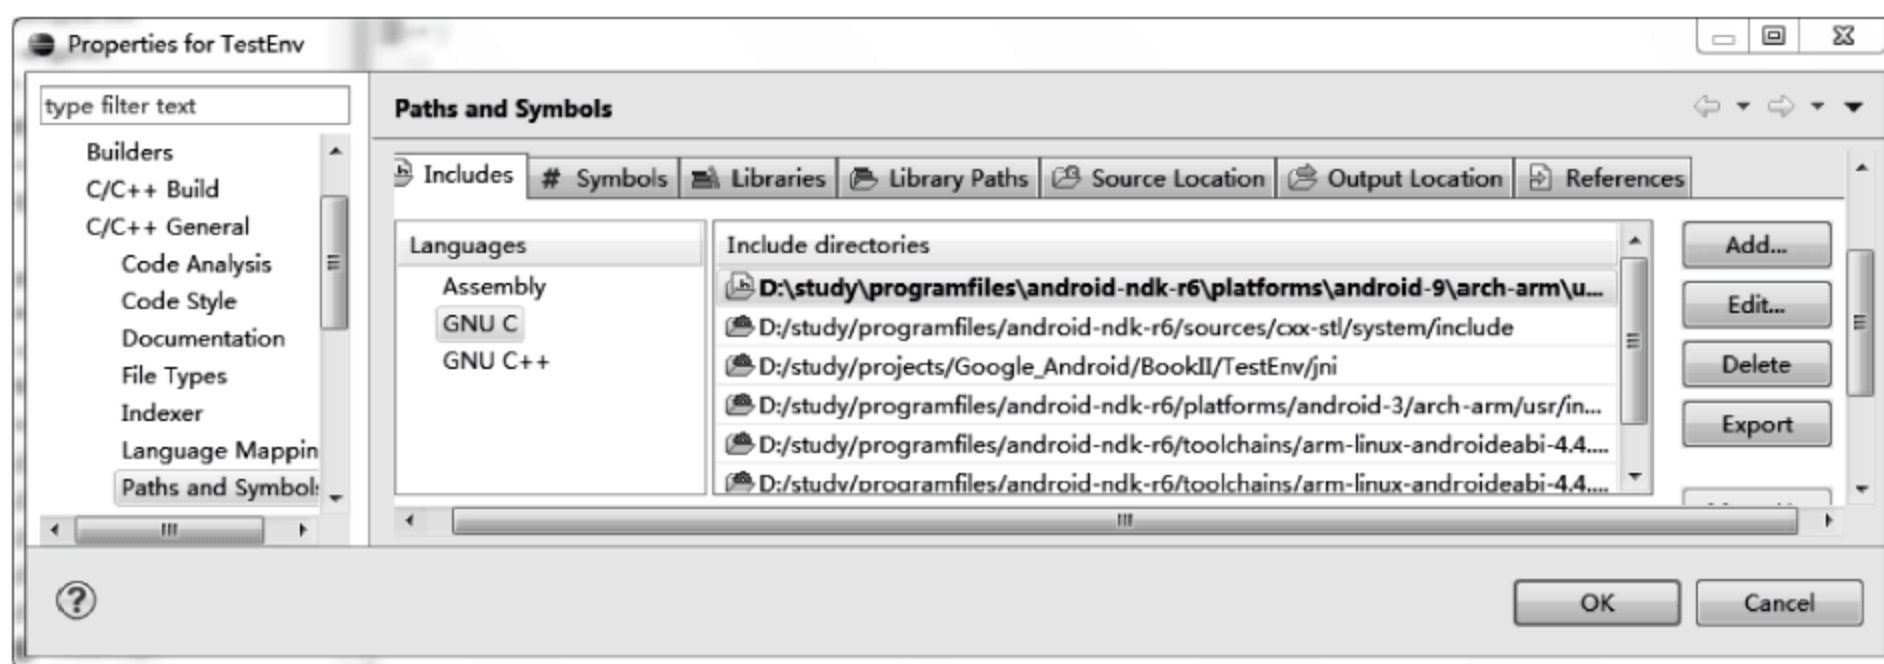 Properties for TestEnv
type filter text
Builders
C/C++ Build
C/C++ General
Code Analysis
Code Style
Documentation
File Types
Indexer
Language Mappin
Paths and Symbol
Paths and Symbols
Includes
# Symbols
Libraries
Library Paths
Source Location
Output Location
References
Languages
Assembly
GNU C
GNU C++
Include directories
D:\study\programfiles\android-ndk-r6\platforms\android-9\arch-arm\u...
D:/study/programfiles/android-ndk-r6/sources/cxx-stl/system/include
D:/study/projects/Google_Android/BookII/TestEnv/jni
D:/study/programfiles/android-ndk-r6/platforms/android-3/arch-arm/usr/in...
D:/study/programfiles/android-ndk-r6/toolchains/arm-linux-androideabi-4.4....
D:/study/programfiles/android-ndk-r6/toolchains/arm-linux-androideabi-4.4....
Add...
Edit...
Delete
Export
?
OK
Cancel